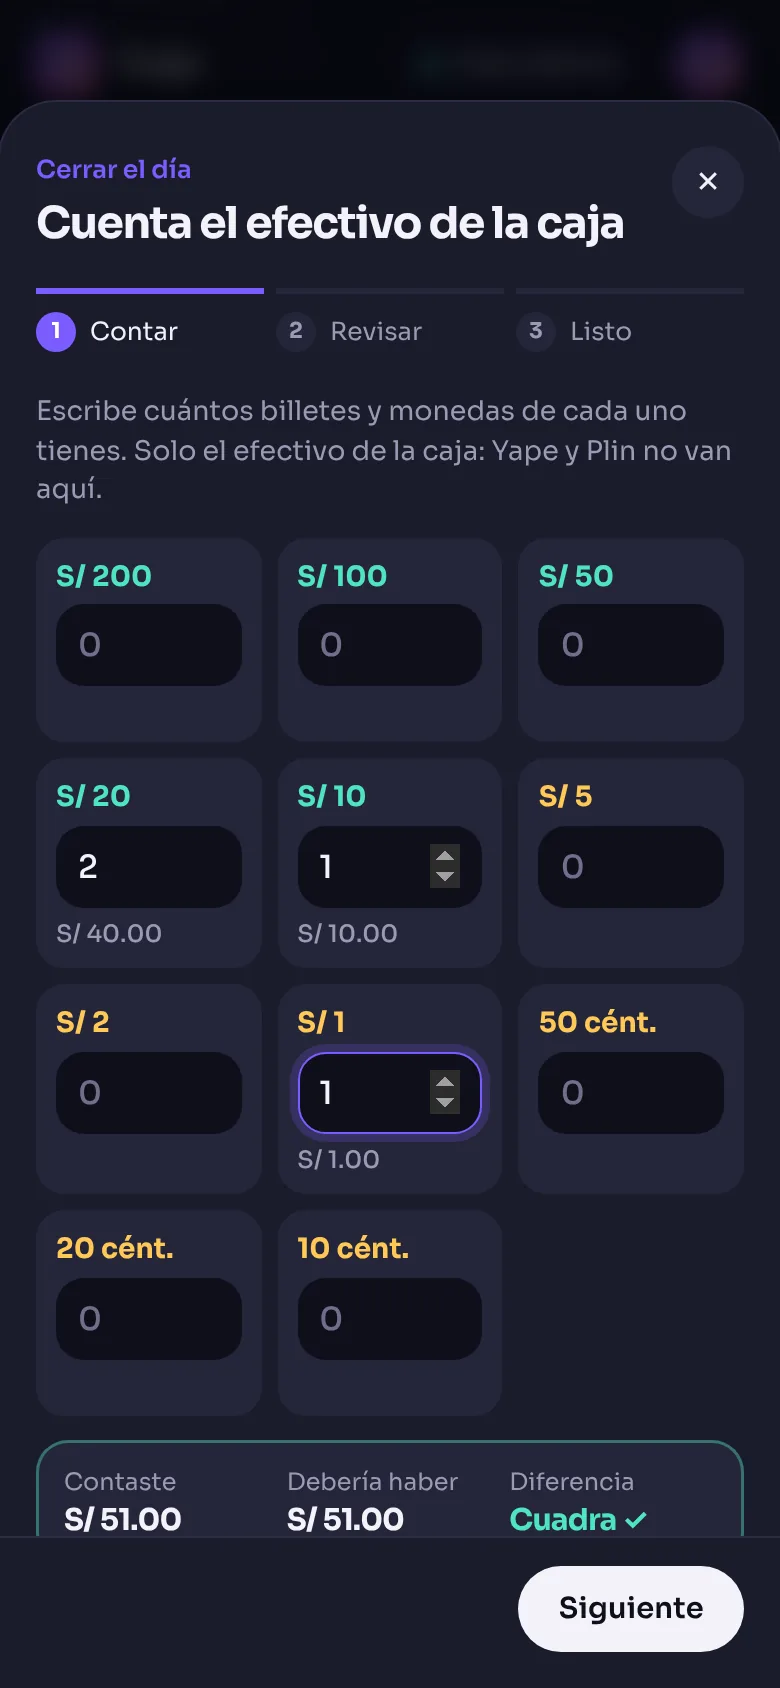 Cerrar el día
Cuenta el efectivo de la caja
1 Contar
2 Revisar
3 Listo
Escribe cuántos billetes y monedas de cada uno
tienes. Solo el efectivo de la caja: Yape y Plin no van
aquí.
S/ 200 S/ 100 S/ 50
0 0 0
S/ 20 S/ 10 S/ 5
2 1 0
S/ 40.00 S/ 10.00
S/ 2 S/ 1 50 cént.
0 1 0
S/ 1.00
20 cént. 10 cént.
0 0
Contaste Debería haber Diferencia
S/ 51.00 S/ 51.00 Cuadra ✓
Siguiente